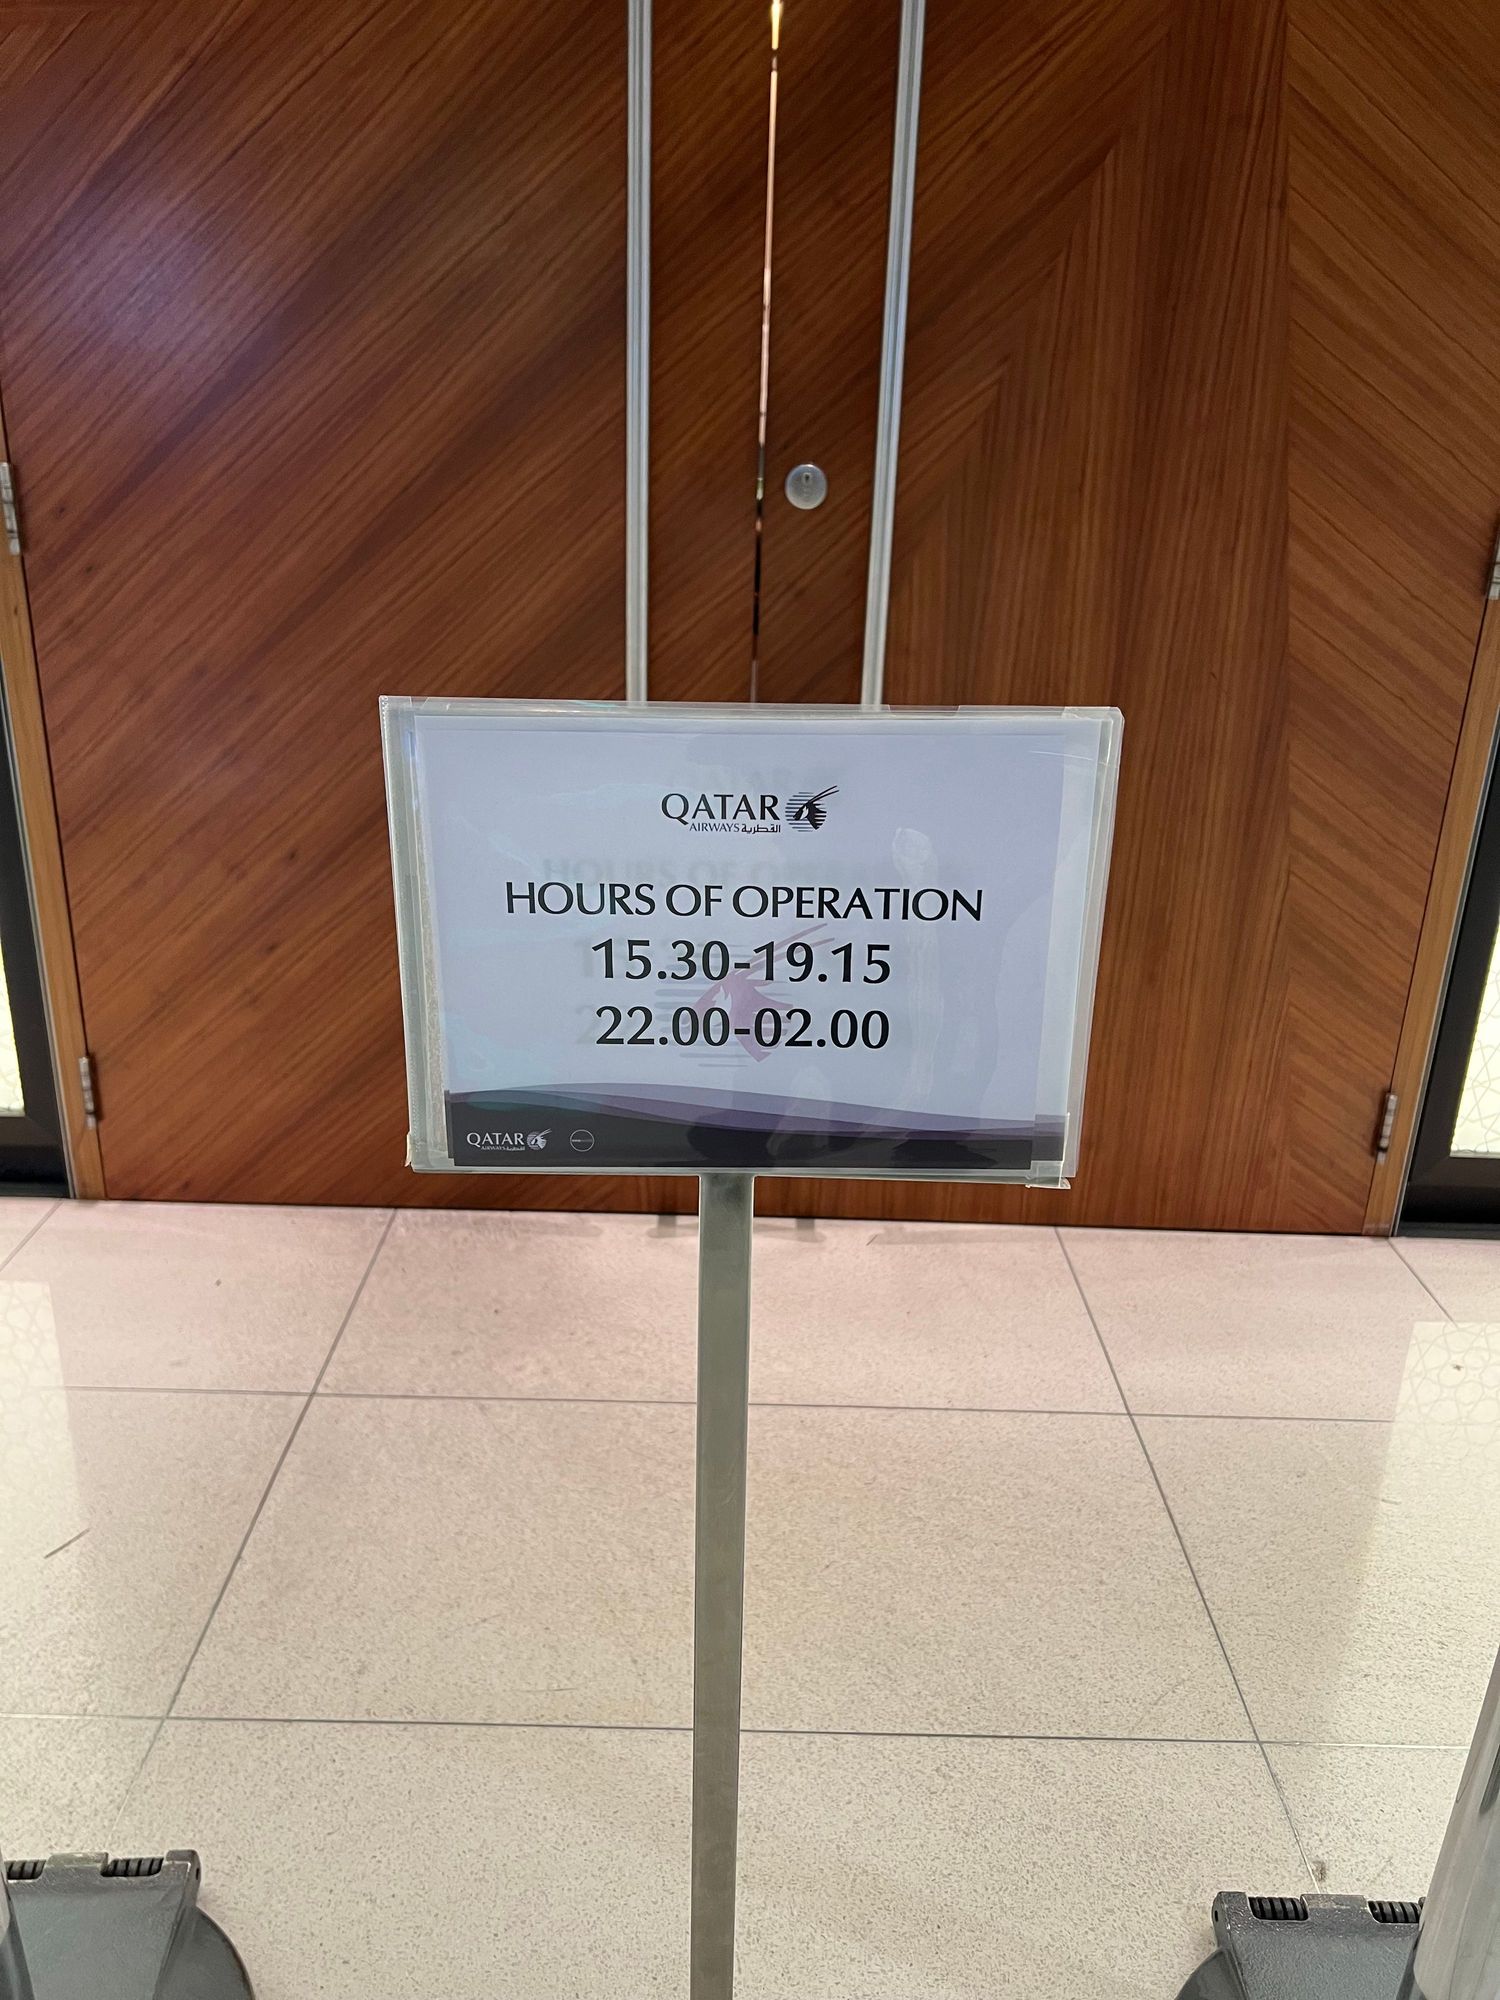 QATAR
AIRWAYS القطرية
HOURS OF OPERATION
15.30-19.15
22.00-02.00
QATAR
AIRWAYS القطرية